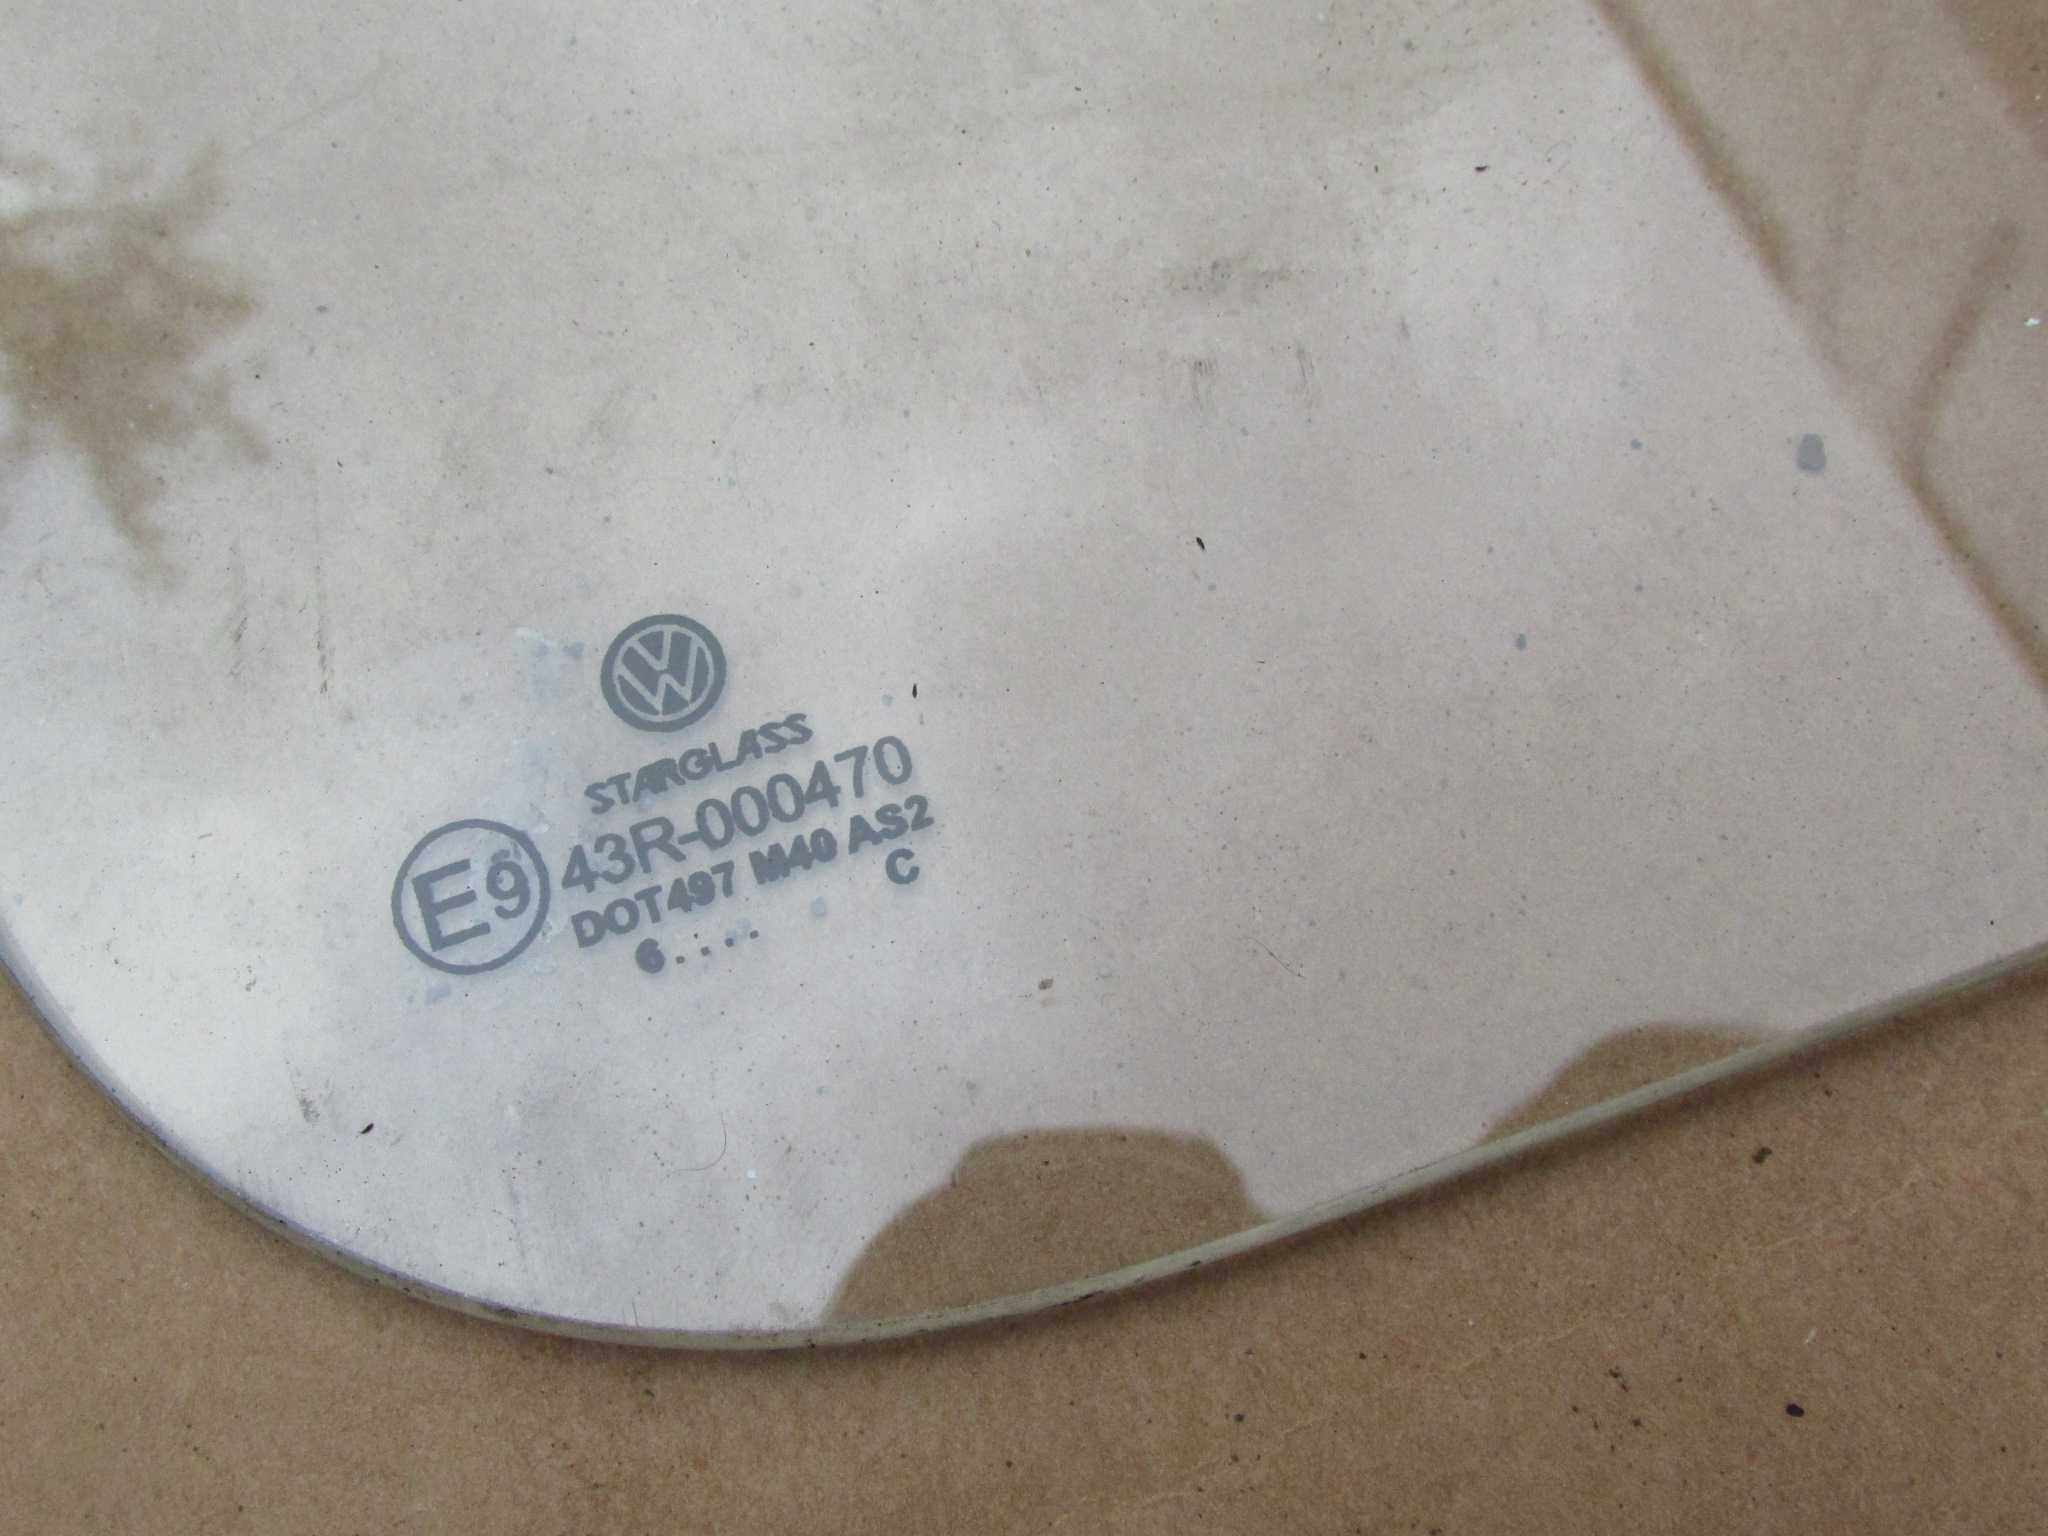 STARGLASS
E9 43R-000470
DOT497 M40 AS2
C
6....